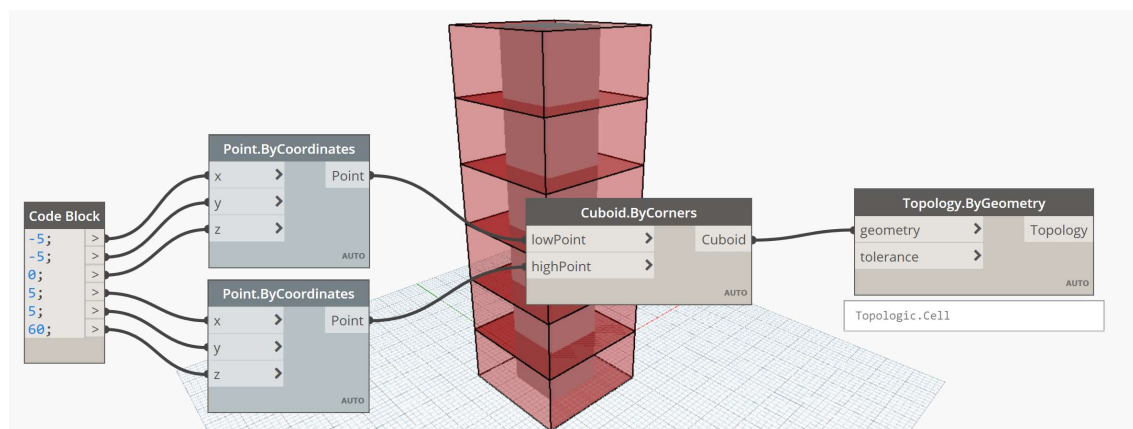 Code Block
-5; >
-5; >
0; >
5; >
5; >
60; >
Point.ByCoordinates
x > Point
y >
z >
AUTO
Point.ByCoordinates
x > Point
y >
z >
AUTO
Cuboid.ByCorners
lowPoint > Cuboid
highPoint >
AUTO
Topology.ByGeometry
geometry > Topology
tolerance >
AUTO
Topologic.Cell